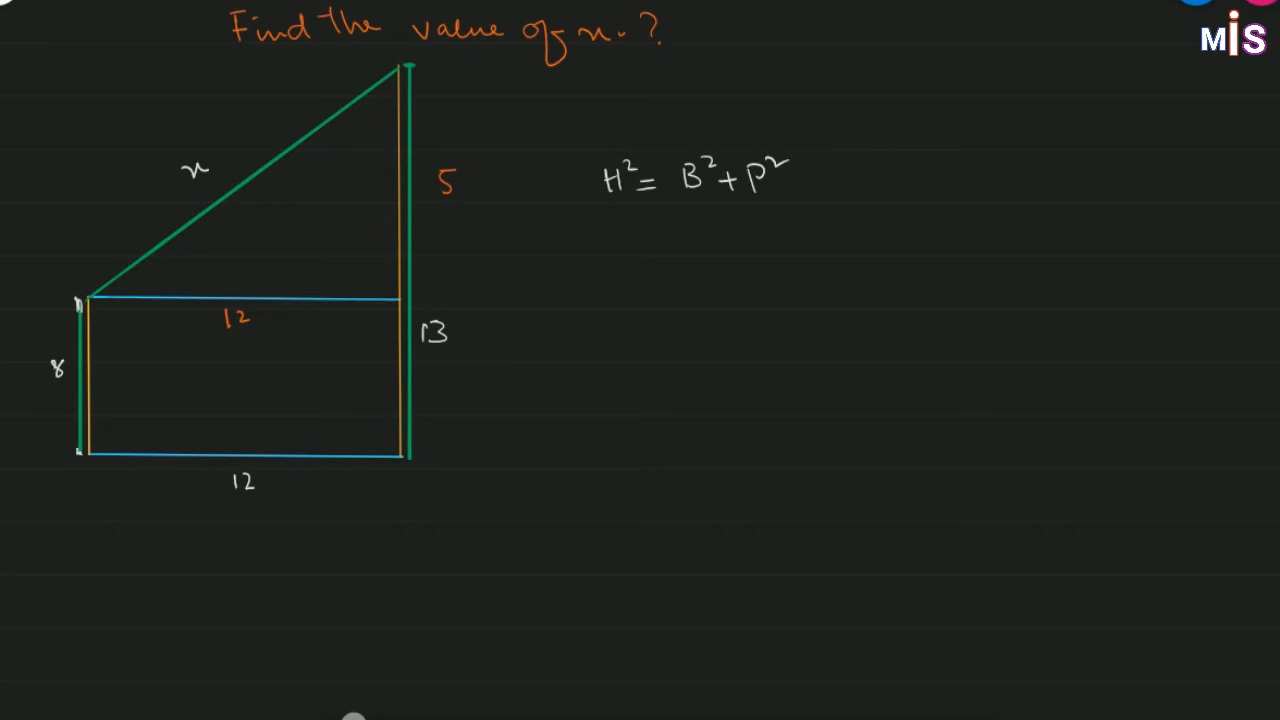 Find the value of x. ?
MiS
x
5
H² = B² + P²
12
13
8
12